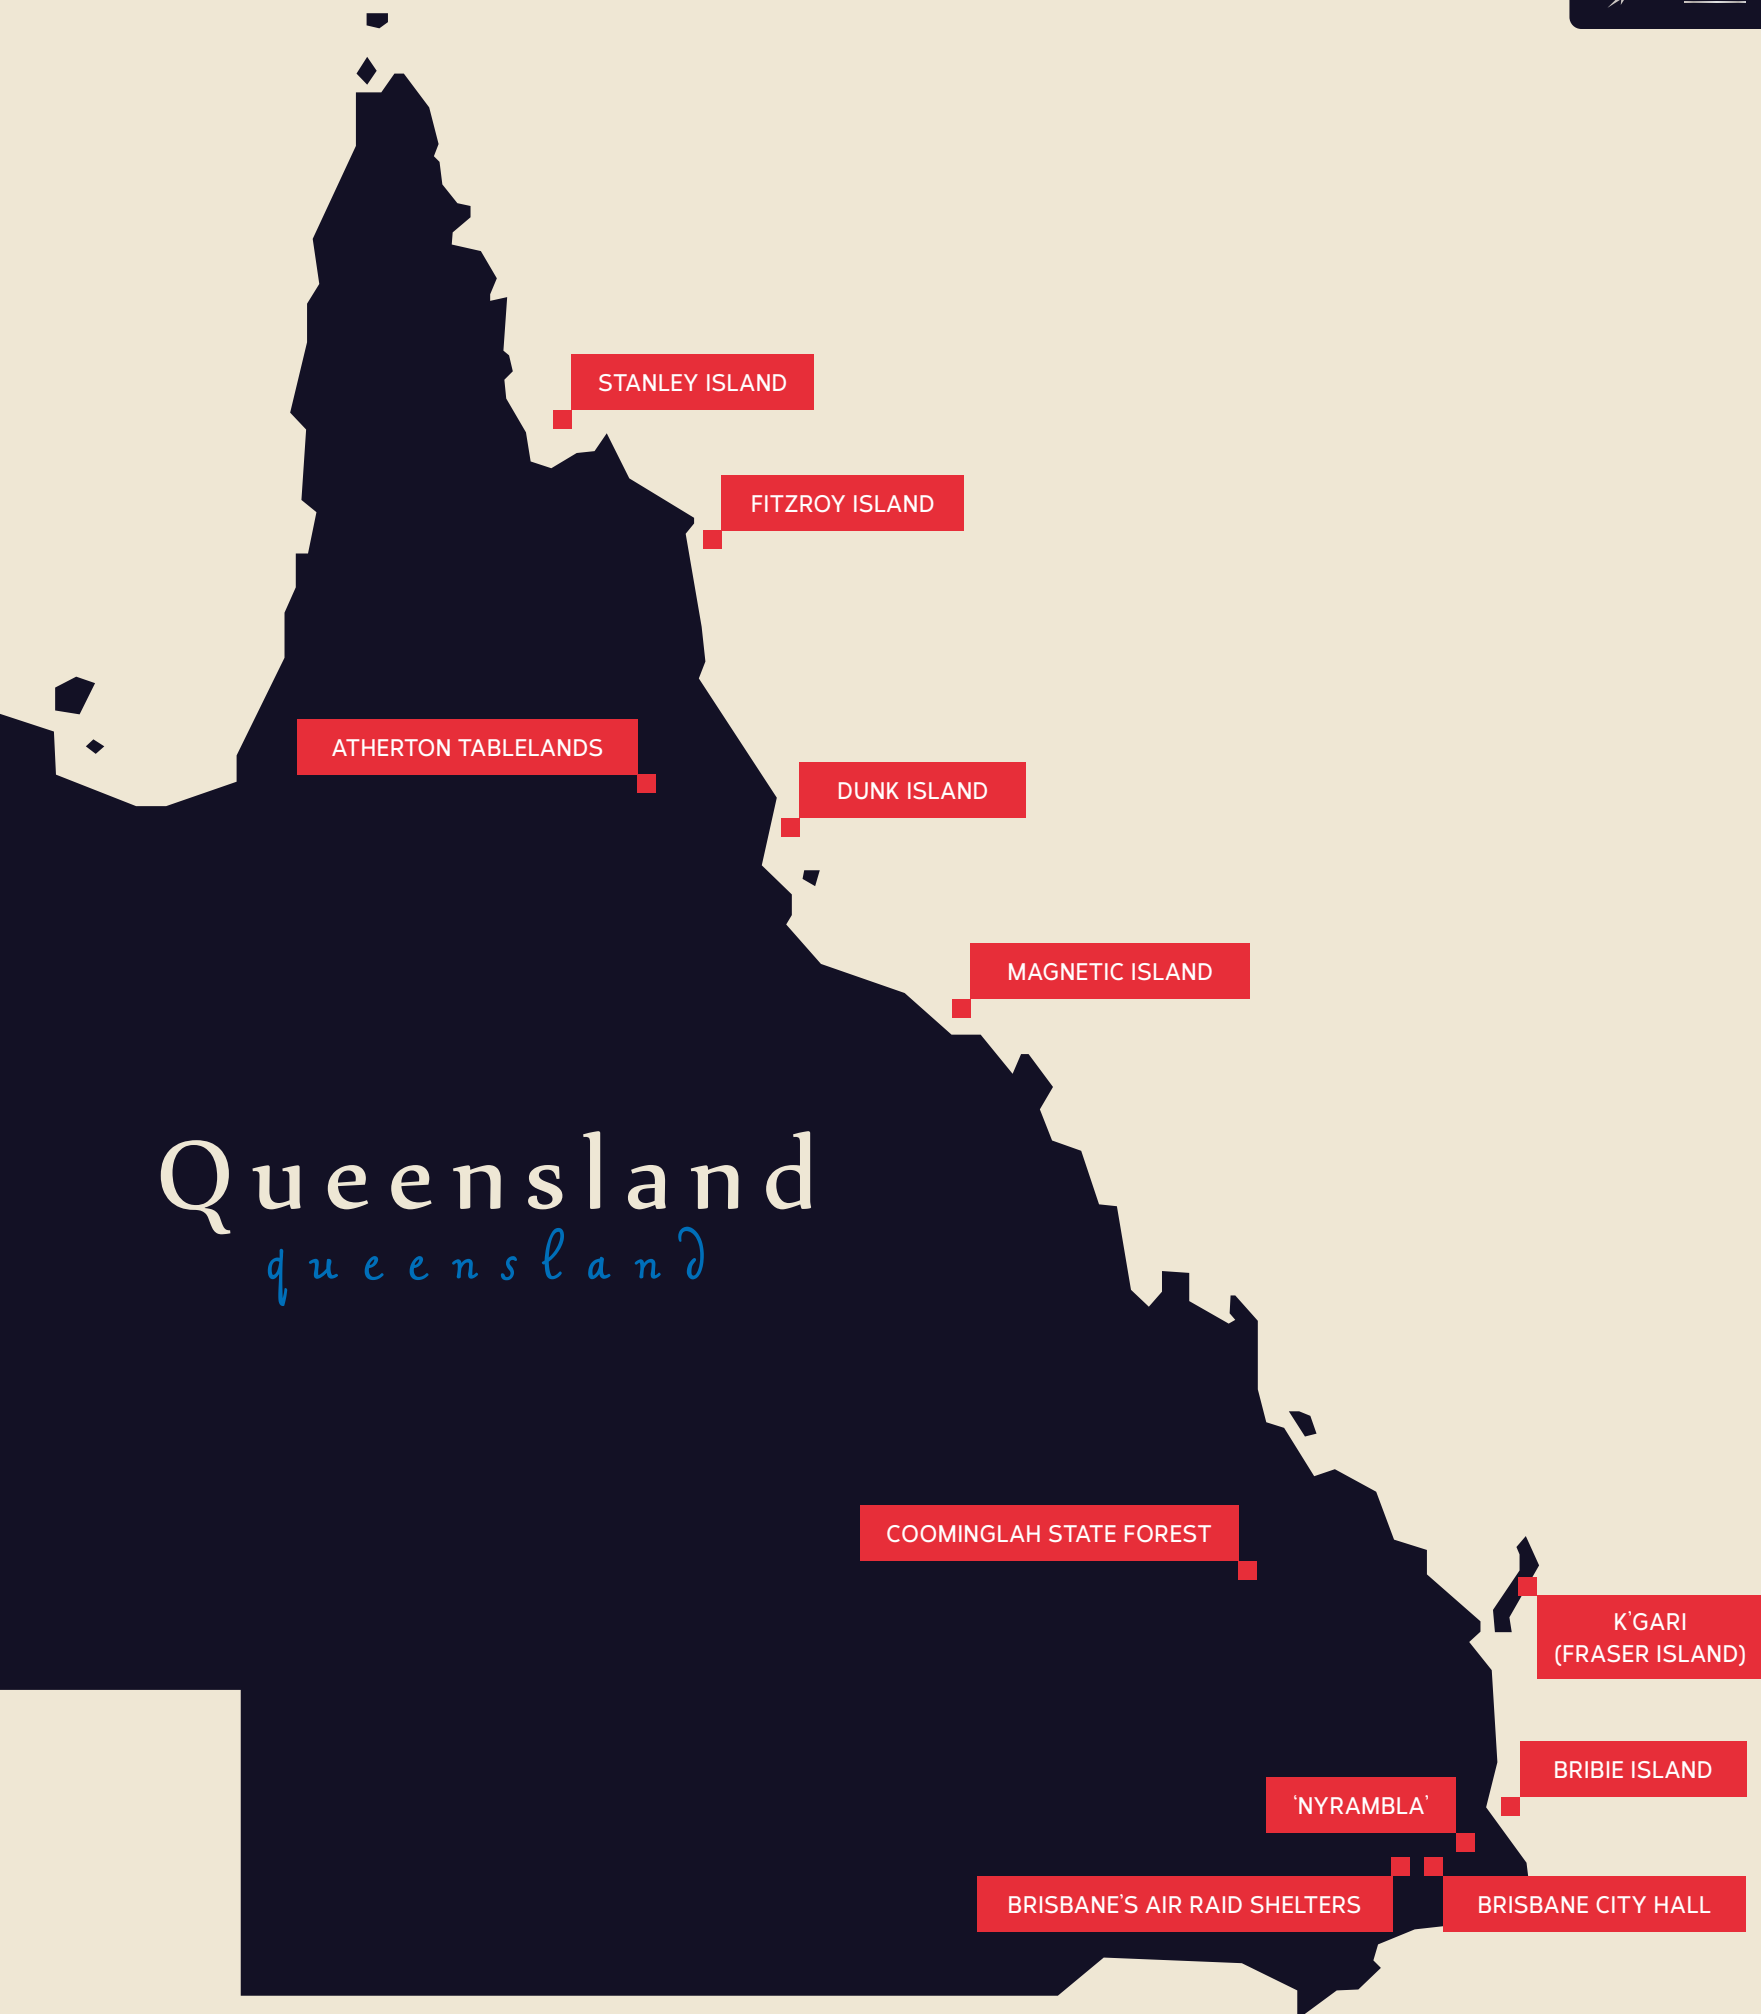 STANLEY ISLAND
FITZROY ISLAND
ATHERTON TABLELANDS
DUNK ISLAND
MAGNETIC ISLAND
Queensland
queensland
COOMINGLAH STATE FOREST
K’GARI
(FRASER ISLAND)
BRIBIE ISLAND
‘NYRAMBLA’
BRISBANE’S AIR RAID SHELTERS
BRISBANE CITY HALL